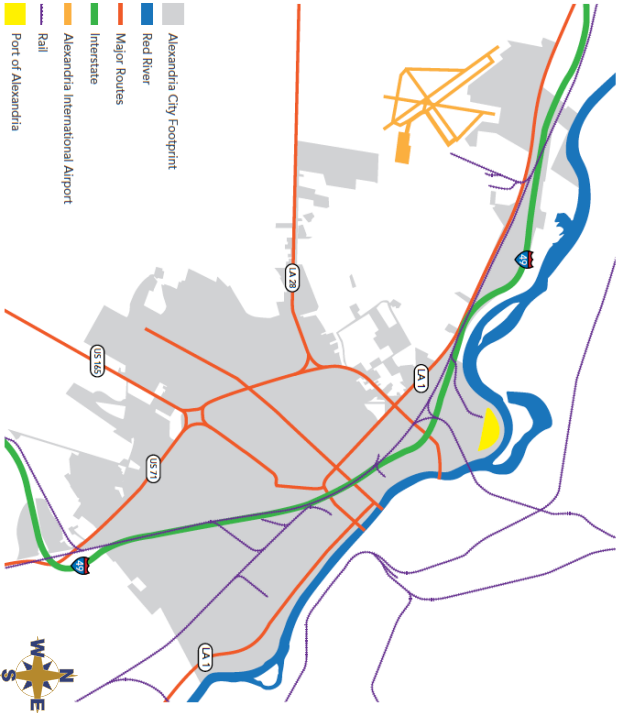 Alexandria City Footprint
Red River
Major Routes
Interstate
Alexandria International Airport
Rail
Port of Alexandria
49
LA 28
LA 1
US 165
US 71
49
LA 1
N
W
E
S